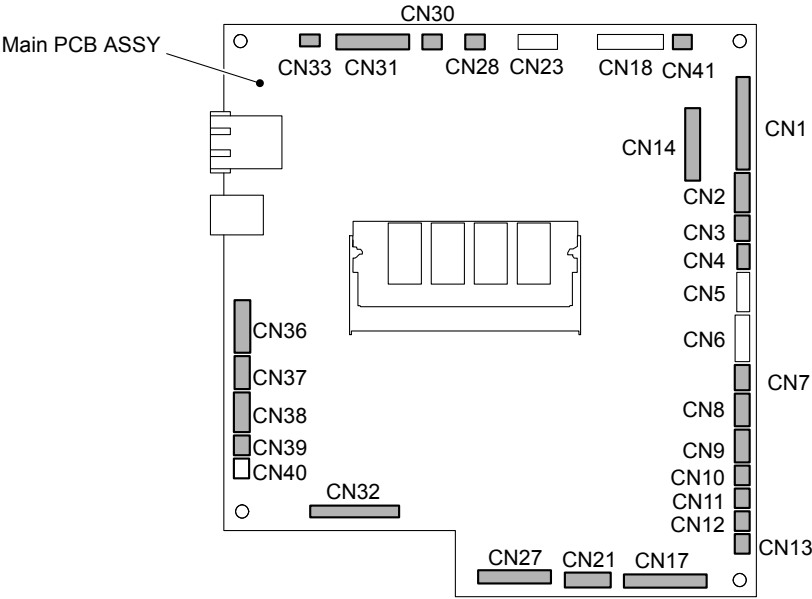 CN30
Main PCB ASSY
CN33
CN31
CN28
CN23
CN18
CN41
CN1
CN14
CN2
CN3
CN4
CN5
CN36
CN6
CN37
CN7
CN38
CN8
CN39
CN9
CN40
CN10
CN32
CN11
CN12
CN13
CN27
CN21
CN17